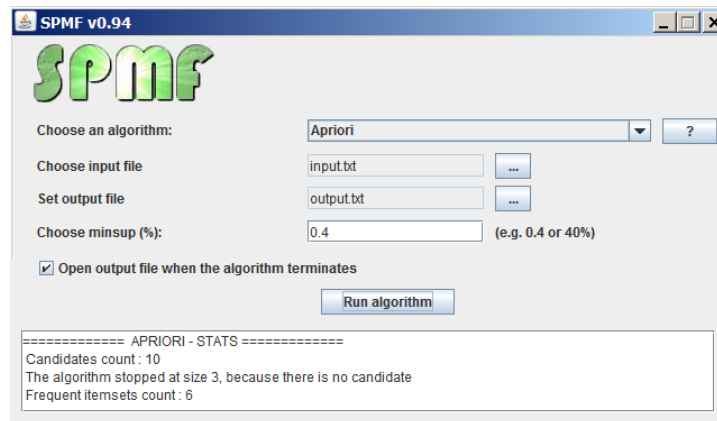 SPMF v0.94
SPMF
Choose an algorithm: Apriori ?
Choose input file input.txt ...
Set output file output.txt ...
Choose minsup (%): 0.4 (e.g. 0.4 or 40%)
Open output file when the algorithm terminates
Run algorithm
============= APRIORI - STATS =============
Candidates count : 10
The algorithm stopped at size 3, because there is no candidate
Frequent itemsets count : 6